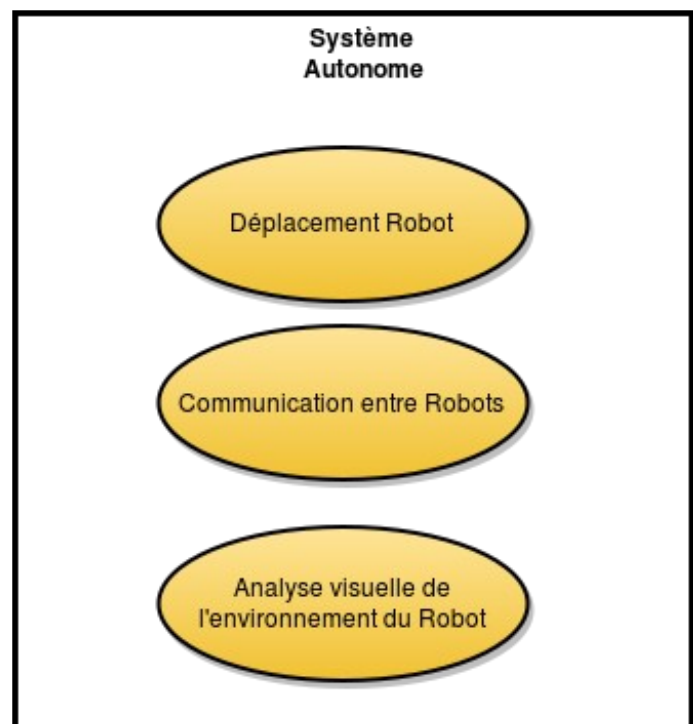 Système
Autonome
Déplacement Robot
Communication entre Robots
Analyse visuelle de
l'environnement du Robot